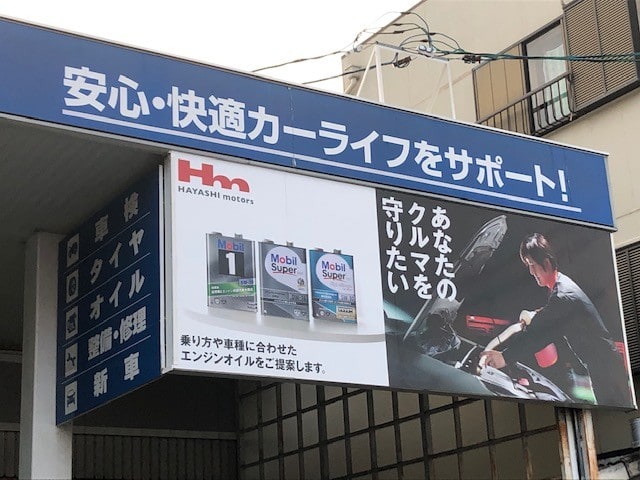 安心・快適カーライフをサポート！
Hm
HAYASHI motors
車検
タイヤ
オイル
整備・修理
新車
Mobil
1
Mobil
Super
Mobil
Super
乗り方や車種に合わせた
エンジンオイルをご提案します。
あなたの
クルマを
守りたい